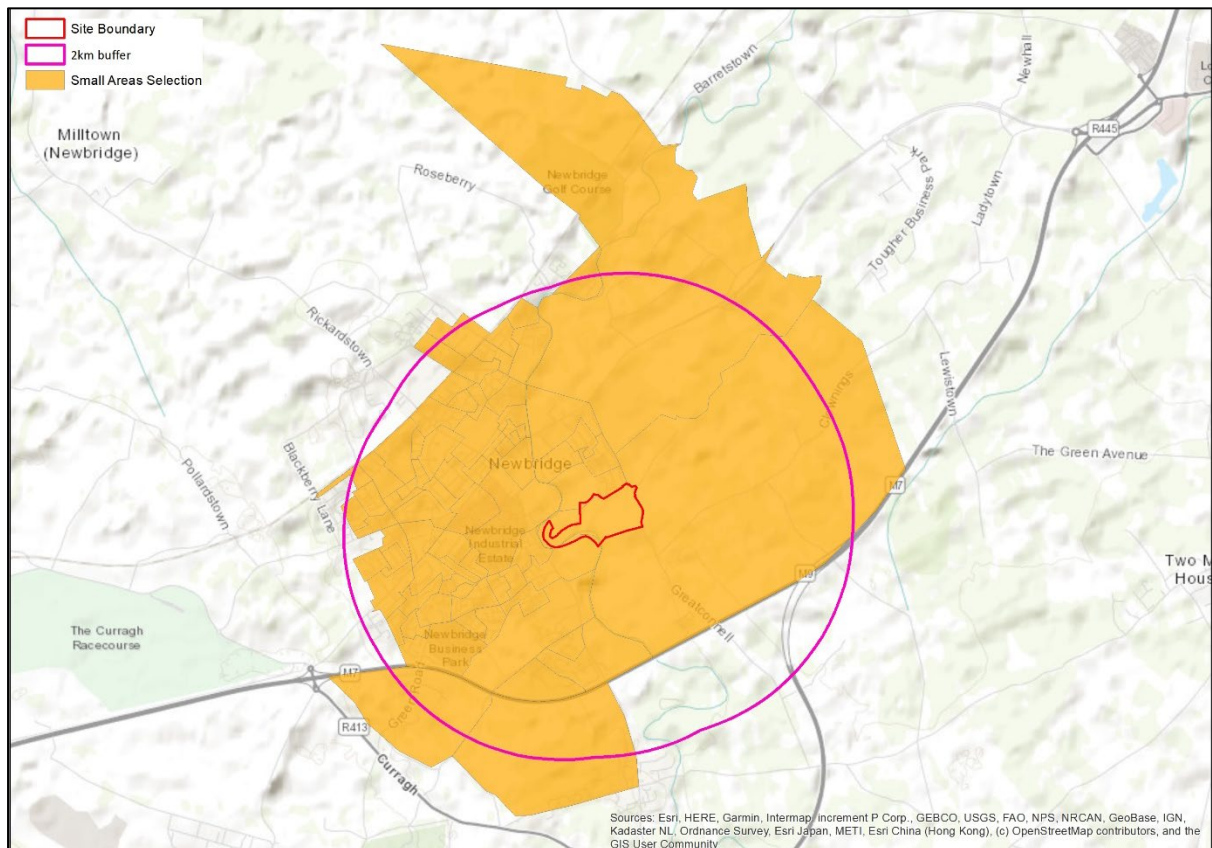 Site Boundary
2km buffer
Small Areas Selection
Milltown
(Newbridge)
Barretstown
Newhall
R445
Roseberry
Newbridge
Golf Course
Tougher Business Park
Ladytown
Rickardstown
Lewistown
Clownings
The Green Avenue
Blackberry Lane
Pollardstown
Newbridge
M7
Newbridge
Industrial
Estate
M9
Two M
Hous
Greatconnell
The Curragh
Racecourse
Newbridge
Business
Park
M7
Green Road
R413
Curragh
Sources: Esri, HERE, Garmin, Intermap, increment P Corp., GEBCO, USGS, FAO, NPS, NRCAN, GeoBase, IGN,
Kadaster NL, Ordnance Survey, Esri Japan, METI, Esri China (Hong Kong), (c) OpenStreetMap contributors, and the
GIS User Community